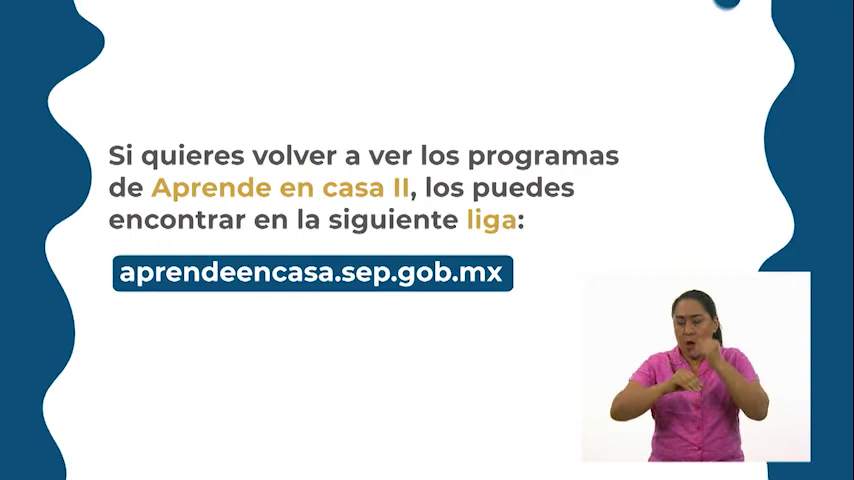 Si quieres volver a ver los programas
de Aprende en casa II, los puedes
encontrar en la siguiente liga:
aprendeencasa.sep.gob.mx